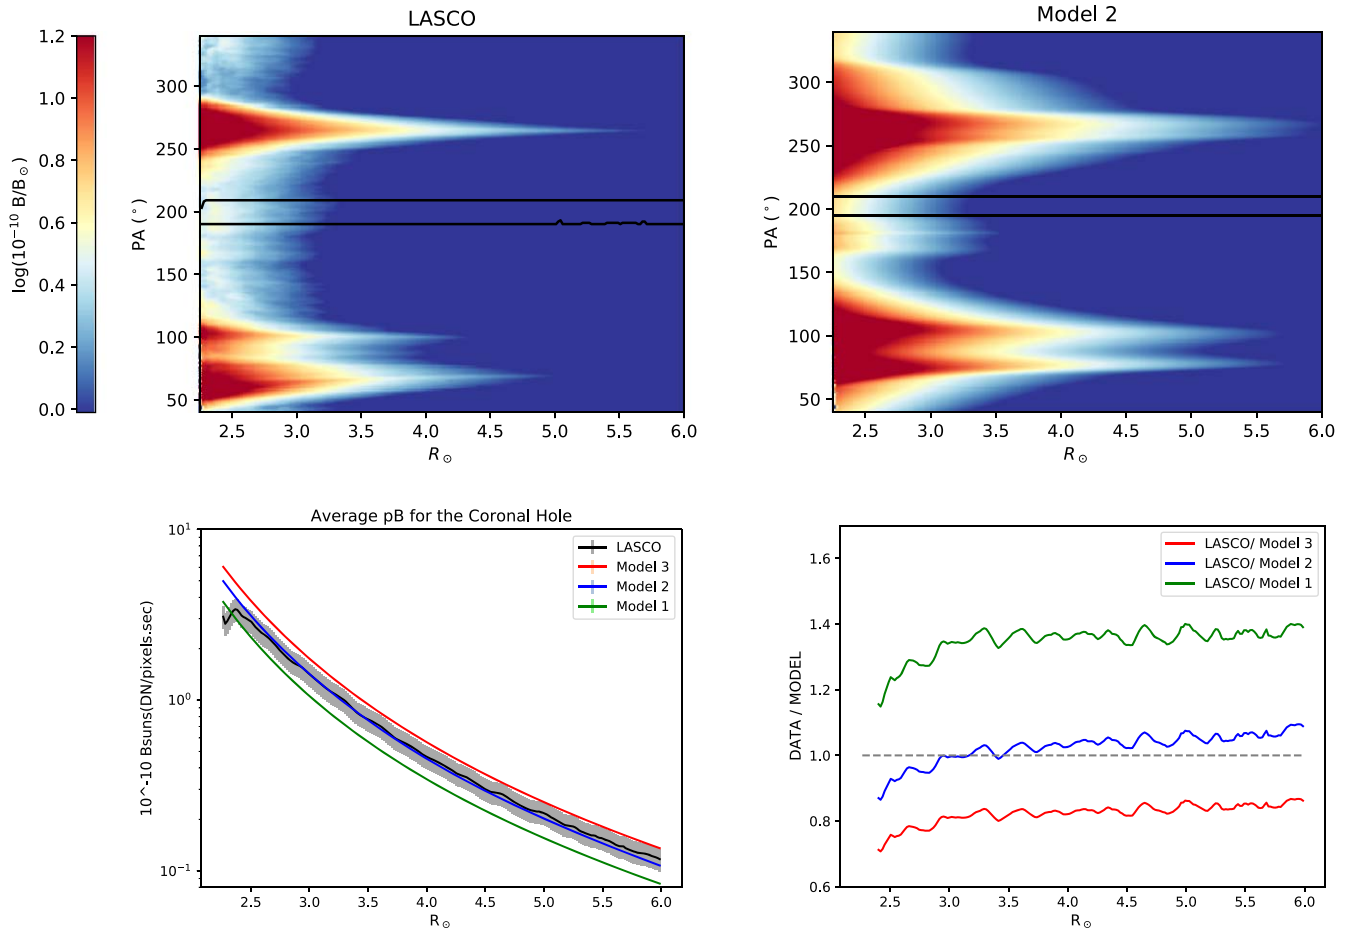 LASCO
Model 2
log(10⁻¹⁰ B/B☉)
1.2
1.0
0.8
0.6
0.4
0.2
0.0
PA (°)
300
250
200
150
100
50
2.5 3.0 3.5 4.0 4.5 5.0 5.5 6.0
R☉
PA (°)
300
250
200
150
100
50
2.5 3.0 3.5 4.0 4.5 5.0 5.5 6.0
R☉
Average pB for the Coronal Hole
10^-10 Bsuns(DN/pixels.sec)
10¹
10⁰
10⁻¹
LASCO
Model 3
Model 2
Model 1
2.5 3.0 3.5 4.0 4.5 5.0 5.5 6.0
R☉
DATA / MODEL
1.6
1.4
1.2
1.0
0.8
0.6
LASCO/ Model 3
LASCO/ Model 2
LASCO/ Model 1
2.5 3.0 3.5 4.0 4.5 5.0 5.5 6.0
R☉